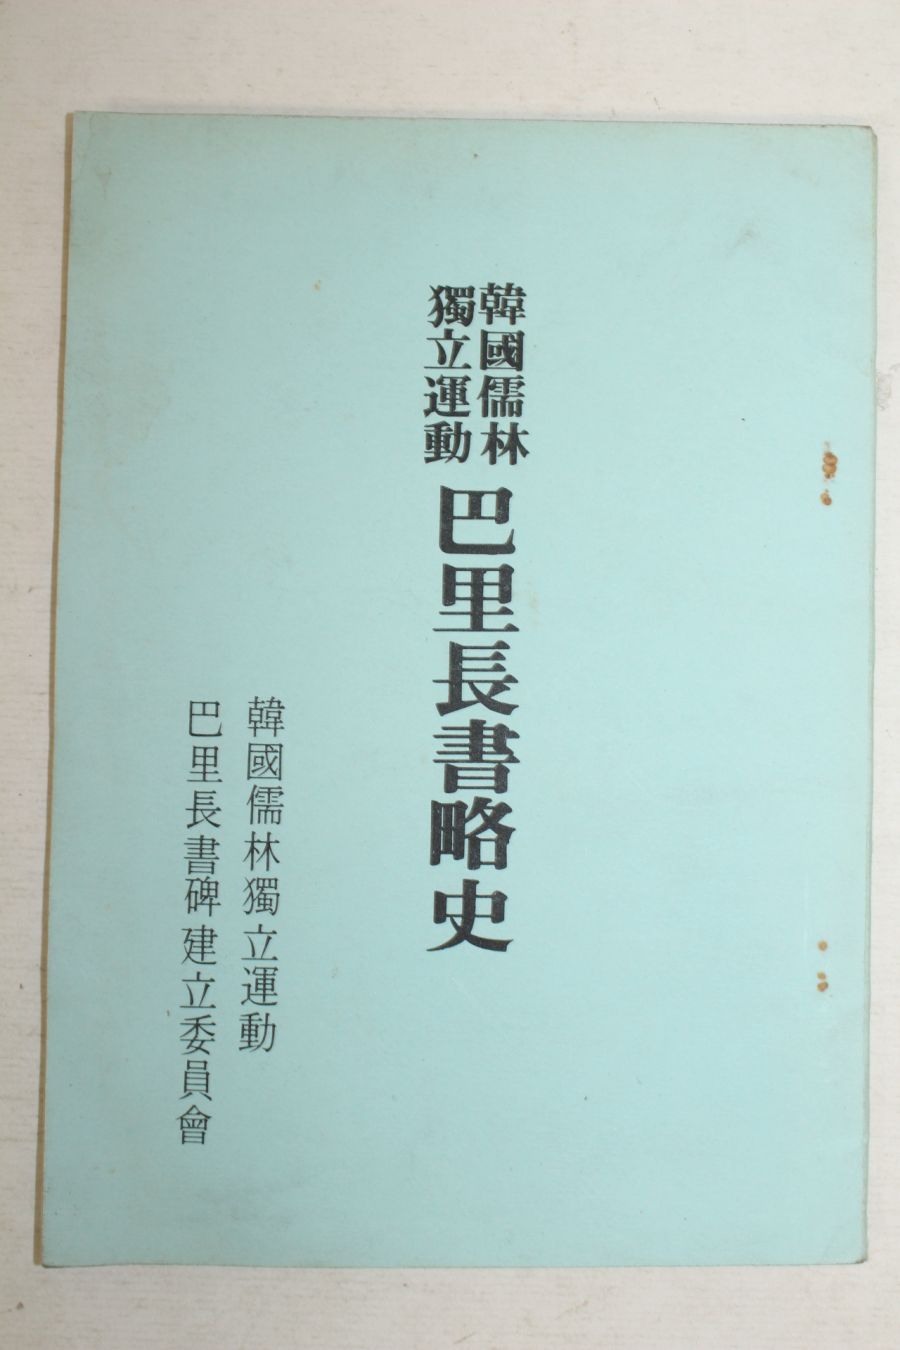 韓國儒林
獨立運動
巴里長書略史
韓國儒林獨立運動
巴里長書碑建立委員會